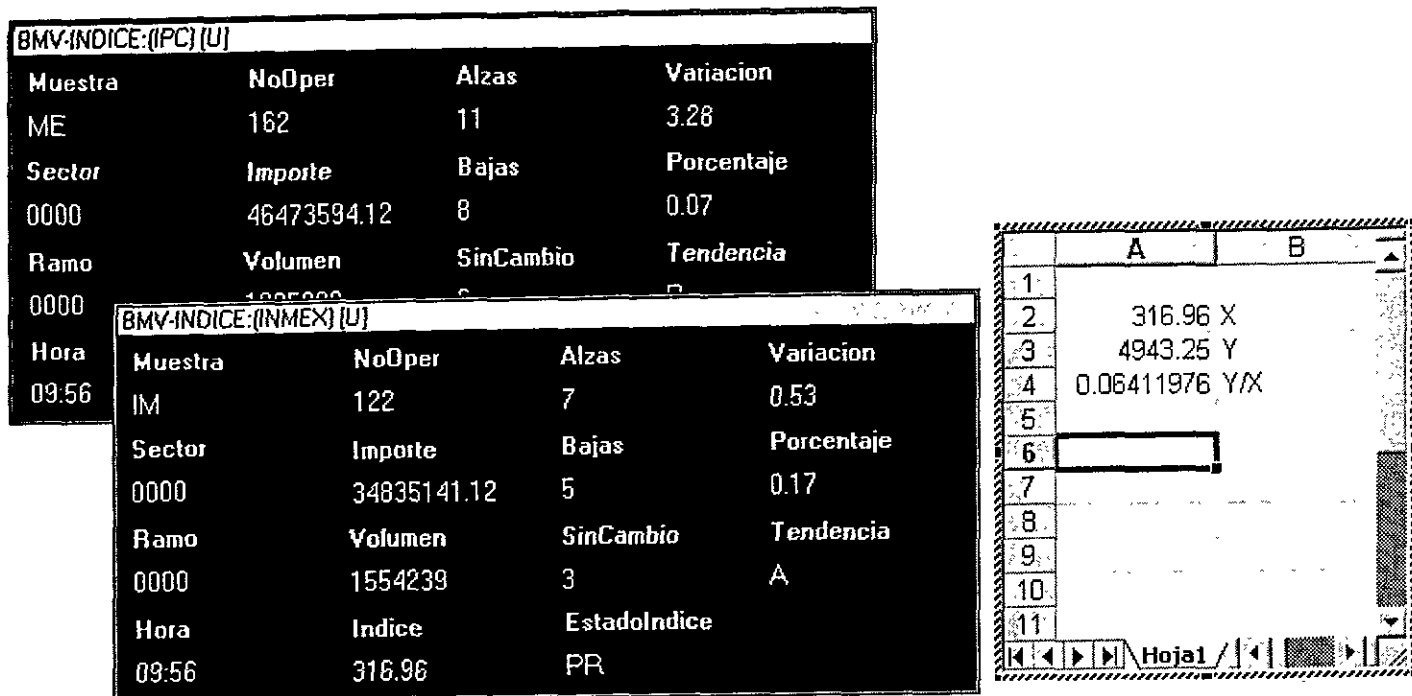 BMV-INDICE:(IPC) [U]
Muestra NoOper Alzas Variacion
ME 162 11 3.28
Sector Importe Bajas Porcentaje
0000 46473594.12 8 0.07
Ramo Volumen SinCambio Tendencia
0000
Hora
09:56
BMV-INDICE:(INMEX) [U]
Muestra NoOper Alzas Variacion
IM 122 7 0.53
Sector Importe Bajas Porcentaje
0000 34835141.12 5 0.17
Ramo Volumen SinCambio Tendencia
0000 1554239 3 A
Hora Indice EstadoIndice
09:56 316.96 PR
A B
1
2 316.96 X
3 4943.25 Y
4 0.06411976 Y/X
5
6
7
8
9
10
11
Hoja1